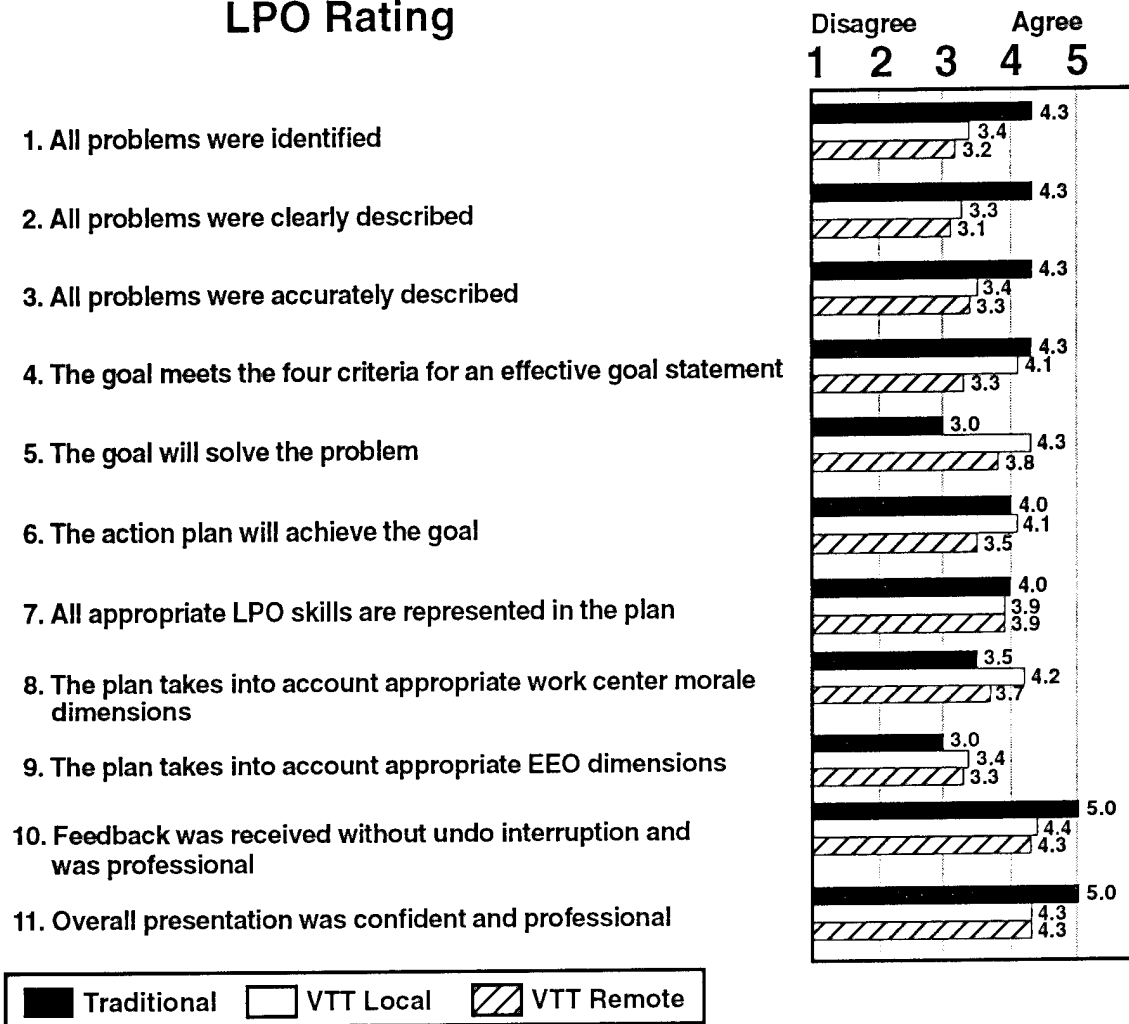 LPO Rating
Disagree Agree
1 2 3 4 5
1. All problems were identified
4.3
3.4
3.2
2. All problems were clearly described
4.3
3.3
3.1
3. All problems were accurately described
4.3
3.4
3.3
4. The goal meets the four criteria for an effective goal statement
4.3
4.1
3.3
5. The goal will solve the problem
3.0
4.3
3.8
6. The action plan will achieve the goal
4.0
4.1
3.5
7. All appropriate LPO skills are represented in the plan
4.0
3.9
3.9
8. The plan takes into account appropriate work center morale
dimensions
3.5
4.2
3.7
9. The plan takes into account appropriate EEO dimensions
3.0
3.4
3.3
10. Feedback was received without undo interruption and
was professional
5.0
4.4
4.3
11. Overall presentation was confident and professional
5.0
4.3
4.3
Traditional VTT Local VTT Remote